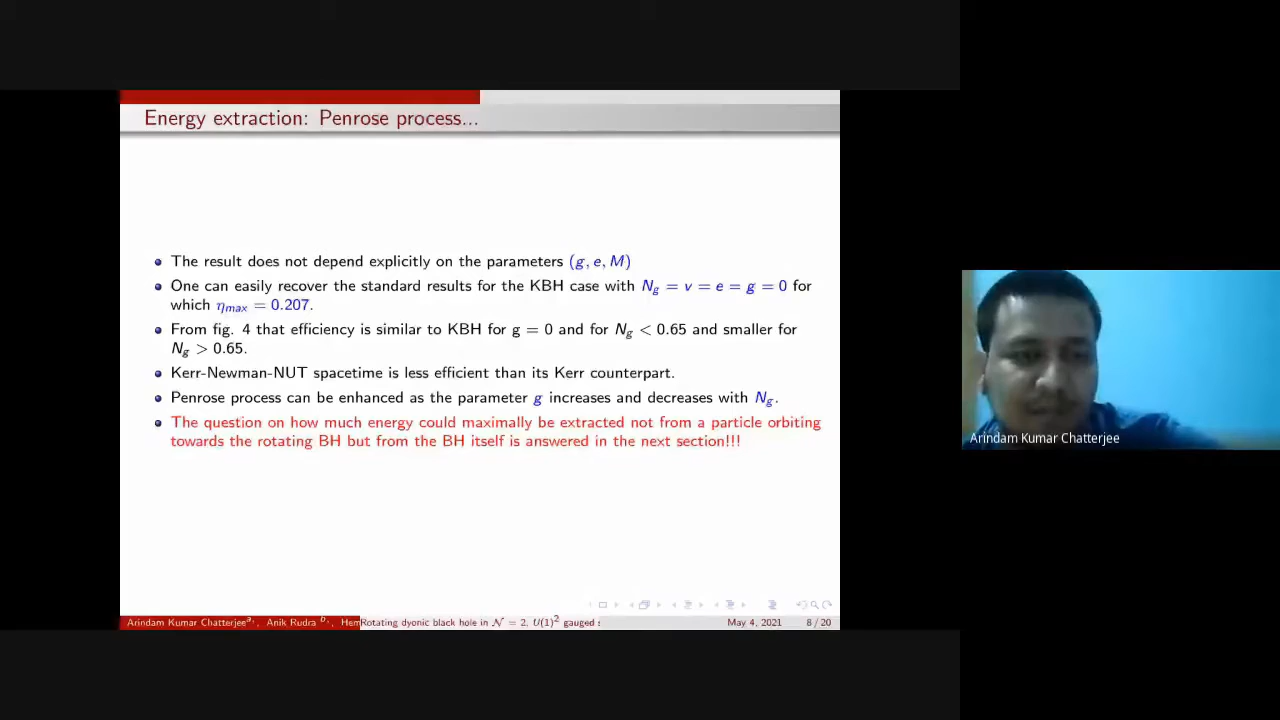 Energy extraction: Penrose process...
The result does not depend explicitly on the parameters (g, e, M)
One can easily recover the standard results for the KBH case with N_g = v = e = g = 0 for
which η_max = 0.207.
From fig. 4 that efficiency is similar to KBH for g = 0 and for N_g < 0.65 and smaller for
N_g > 0.65.
Kerr-Newman-NUT spacetime is less efficient than its Kerr counterpart.
Penrose process can be enhanced as the parameter g increases and decreases with N_g.
The question on how much energy could maximally be extracted not from a particle orbiting
towards the rotating BH but from the BH itself is answered in the next section!!!
Arindam Kumar Chatterjee
Arindam Kumar Chatterjee^a,, Anik Rudra ^b,, Hem Rotating dyonic black hole in 𝒩 = 2, U(1)^2 gauged s May 4, 2021 8 / 20